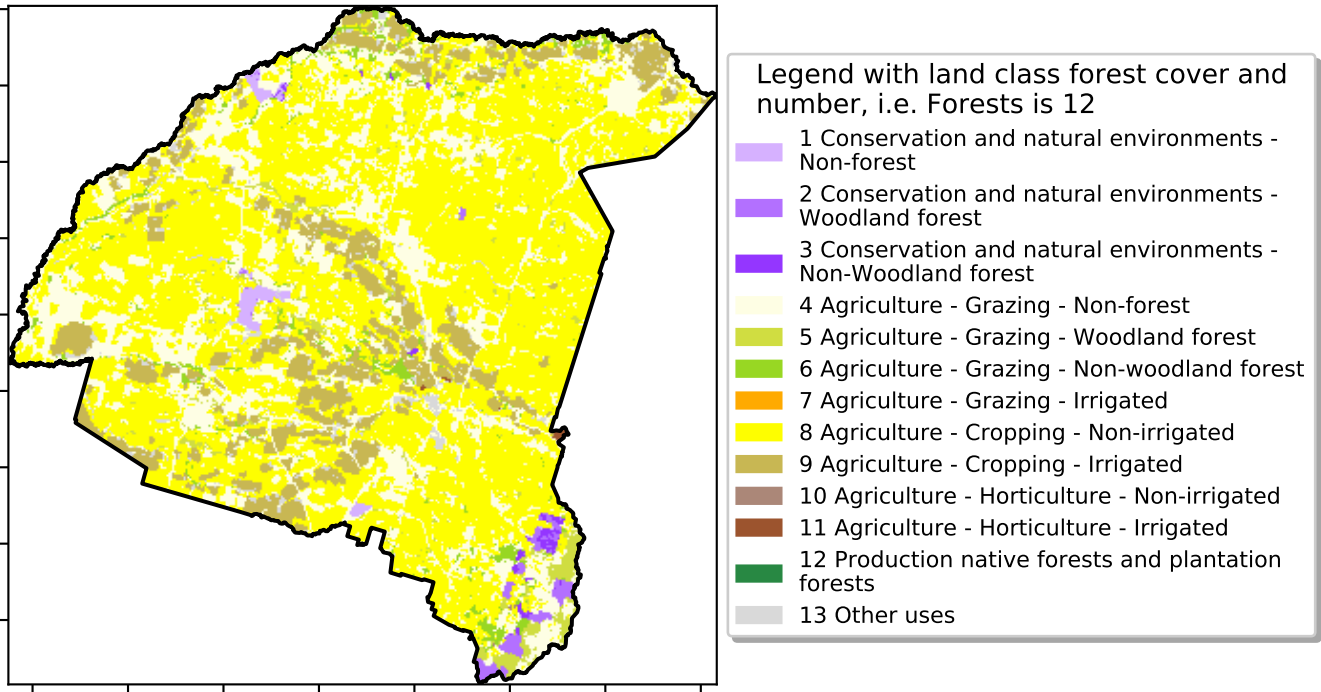 Legend with land class forest cover and
number, i.e. Forests is 12
1 Conservation and natural environments -
Non-forest
2 Conservation and natural environments -
Woodland forest
3 Conservation and natural environments -
Non-Woodland forest
4 Agriculture - Grazing - Non-forest
5 Agriculture - Grazing - Woodland forest
6 Agriculture - Grazing - Non-woodland forest
7 Agriculture - Grazing - Irrigated
8 Agriculture - Cropping - Non-irrigated
9 Agriculture - Cropping - Irrigated
10 Agriculture - Horticulture - Non-irrigated
11 Agriculture - Horticulture - Irrigated
12 Production native forests and plantation
forests
13 Other uses